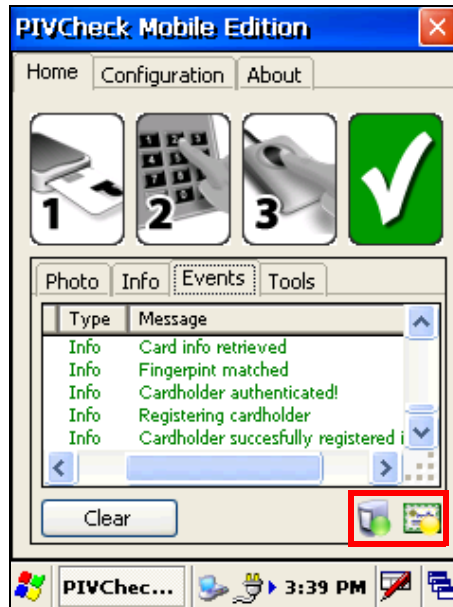 PIVCheck Mobile Edition
Home Configuration About
1 2 3
Photo Info Events Tools
Type Message
Info Card info retrieved
Info Fingerpint matched
Info Cardholder authenticated!
Info Registering cardholder
Info Cardholder succesfully registered i
Clear
PIVChec... 3:39 PM